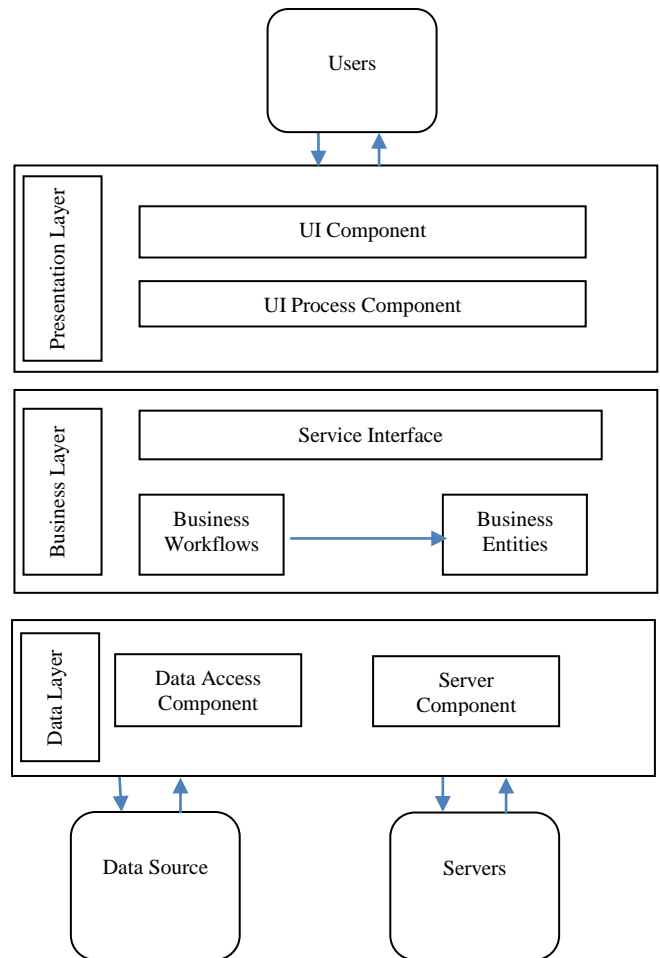 Users
Presentation Layer
UI Component
UI Process Component
Business Layer
Service Interface
Business
Workflows
Business
Entities
Data Layer
Data Access
Component
Server
Component
Data Source
Servers